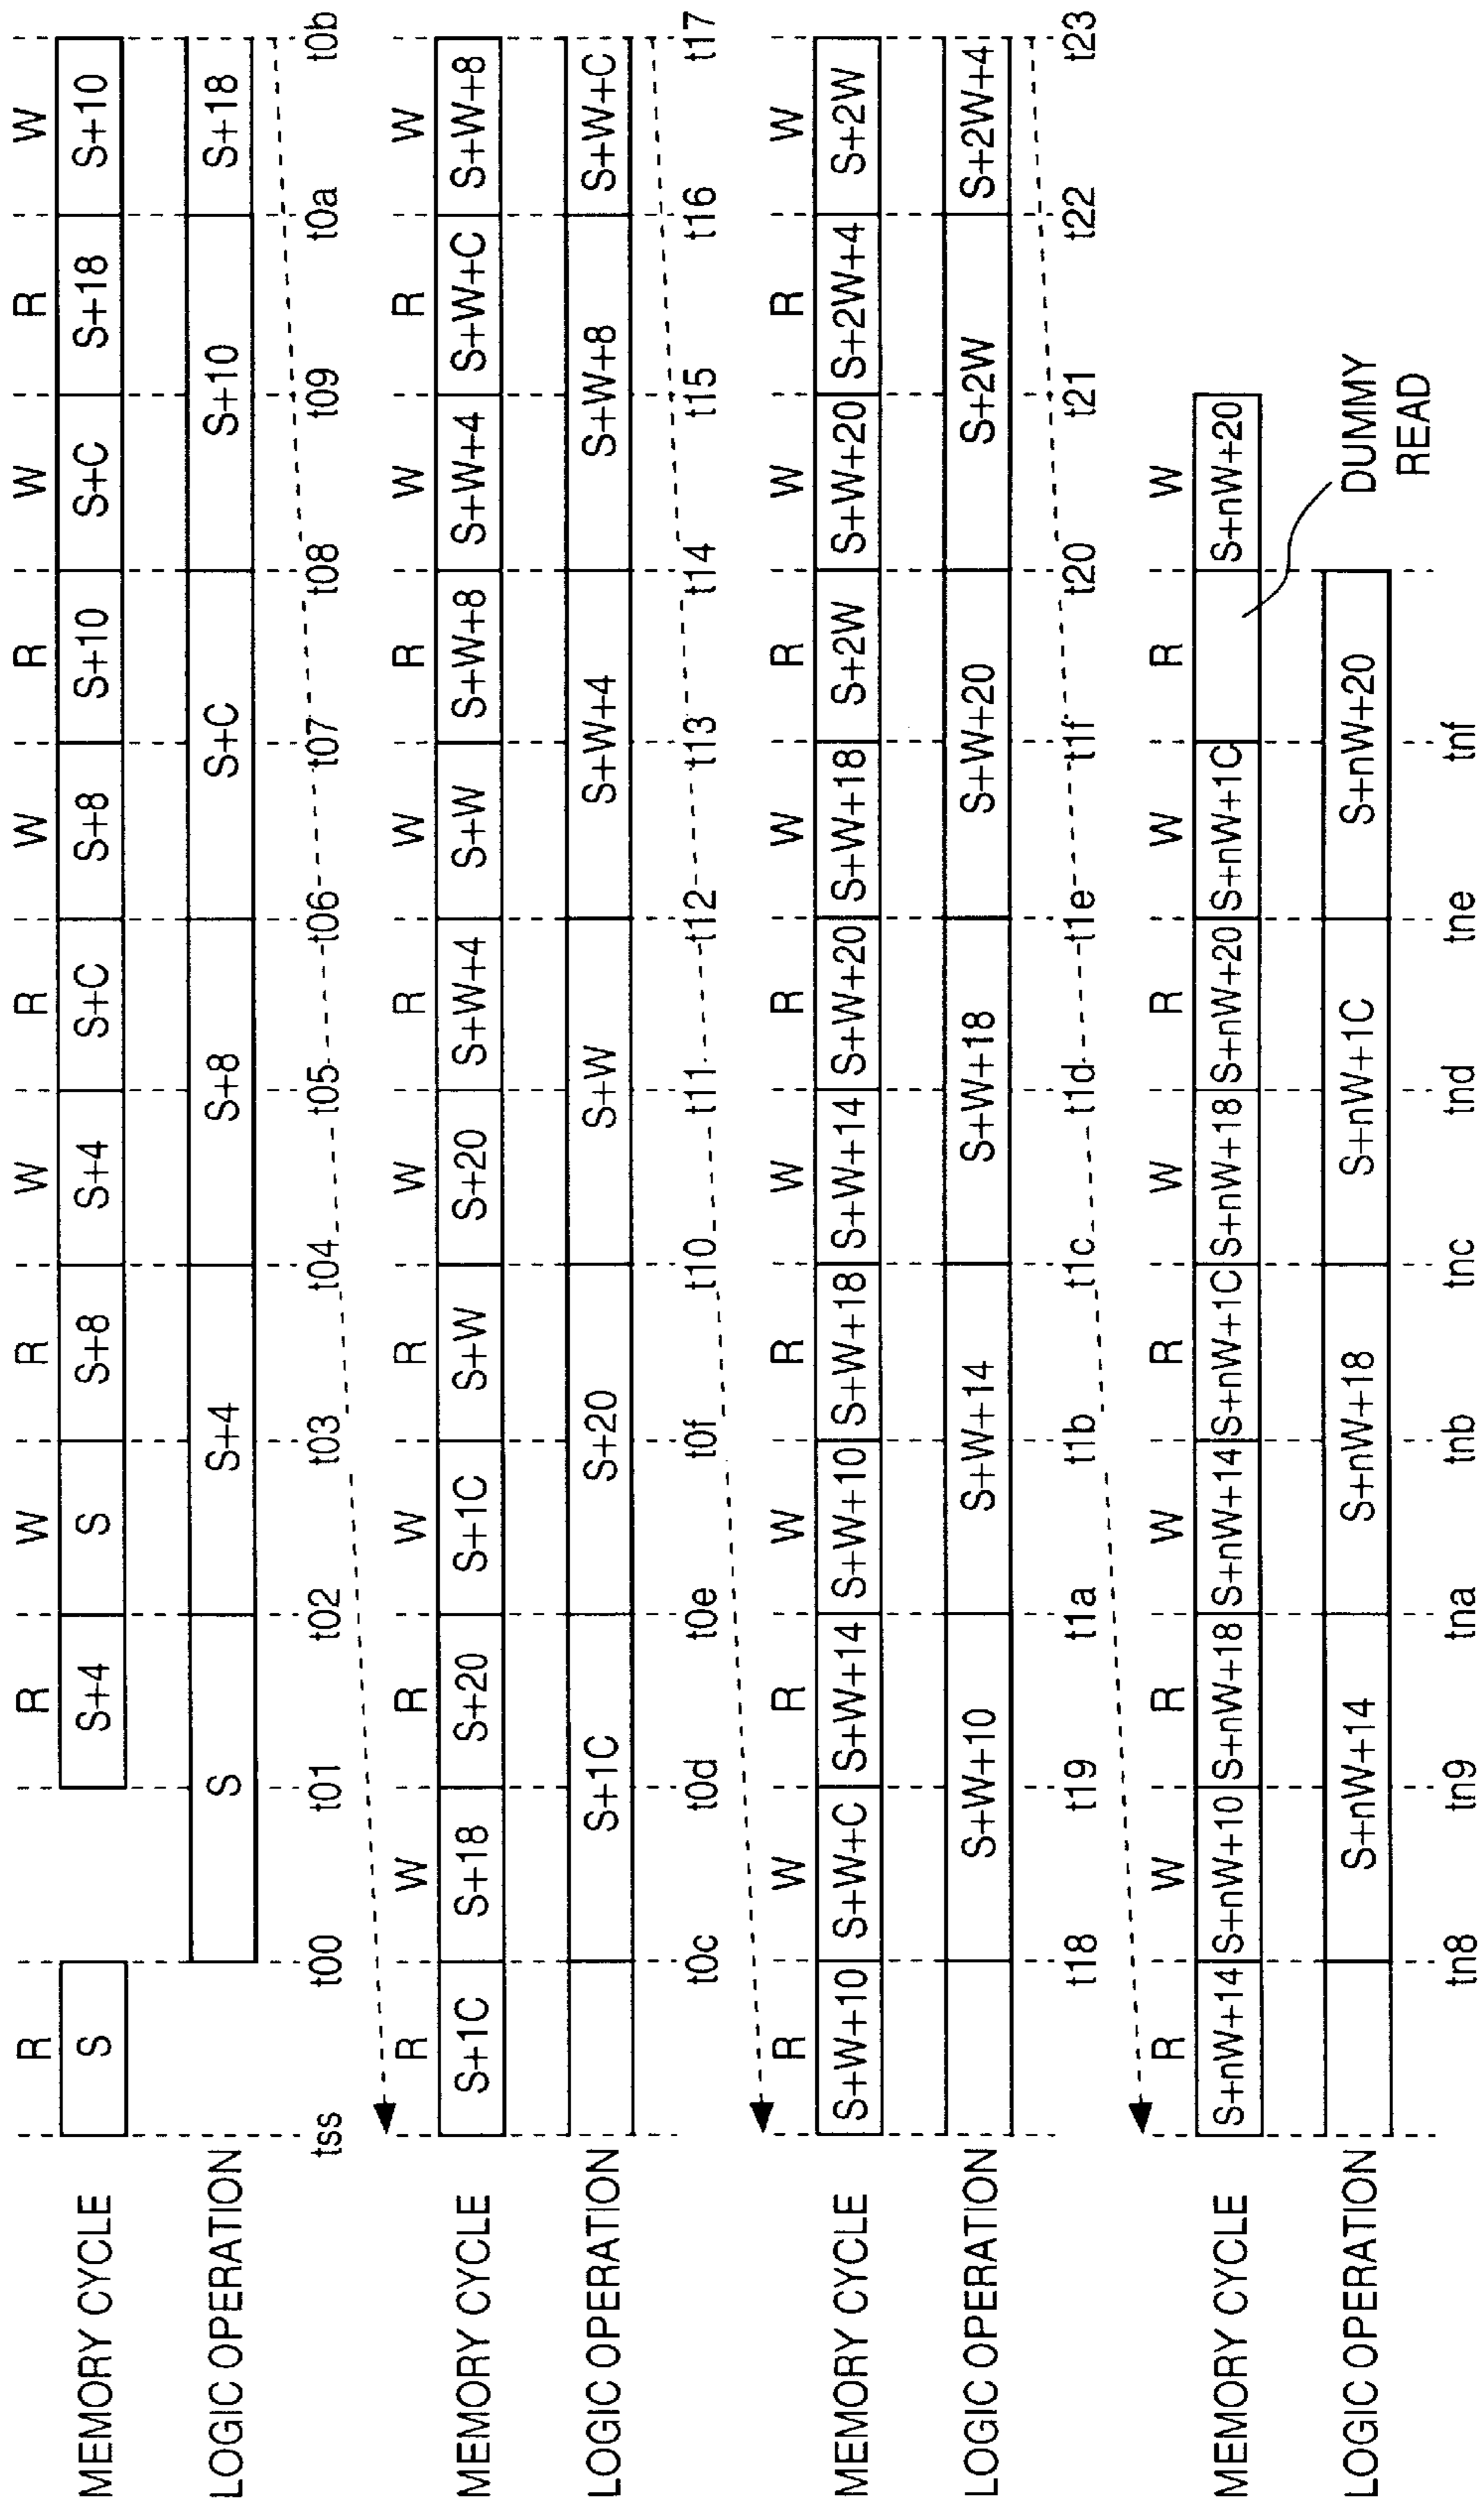 R R W R W R W R W R W
MEMORY CYCLE S S+4 S S+8 S+4 S+C S+8 S+10 S+C S+18 S+10
LOGIC OPERATION S S+4 S+8 S+C S+10 S+18
tss t00 t01 t02 t03 t04 t05 t06 t07 t08 t09 t0a t0b
R W R W R W R W R W R W
MEMORY CYCLE S+1C S+18 S+20 S+1C S+W S+20 S+W+4 S+W S+W+8 S+W+4 S+W+C S+W+8
LOGIC OPERATION S+1C S+20 S+W S+W+4 S+W+8 S+W+C
t0c t0d t0e t0f t10 t11 t12 t13 t14 t15 t16 t17
R W R W R W R W R W R W
MEMORY CYCLE S+W+10 S+W+C S+W+14 S+W+10 S+W+18 S+W+14 S+W+20 S+W+18 S+2W S+W+20 S+2W+4 S+2W
LOGIC OPERATION S+W+10 S+W+14 S+W+18 S+W+20 S+2W S+2W+4
t18 t19 t1a t1b t1c t1d t1e t1f t20 t21 t22 t23
R W R W R W R W R W
MEMORY CYCLE S+nW+14 S+nW+10 S+nW+18 S+nW+14 S+nW+1C S+nW+18 S+nW+20 S+nW+1C S+nW+20
LOGIC OPERATION S+nW+14 S+nW+18 S+nW+1C S+nW+20
DUMMY
READ
tn8 tn9 tna tnb tnc tnd tne tnf